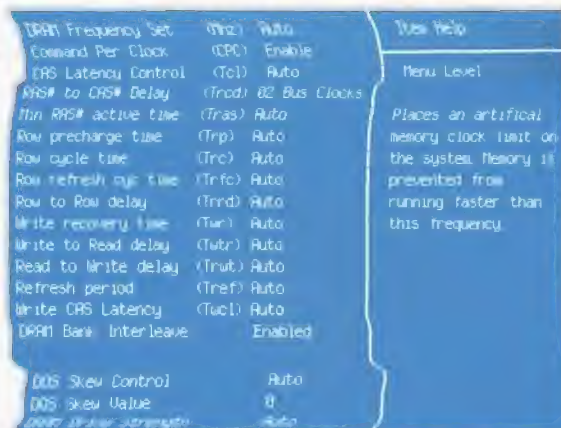 DRAM Frequency Set (Mhz) Auto
Command Per Clock (CPC) Enable
CAS Latency Control (Tcl) Auto
RAS# to CAS# Delay (Trcd) 02 Bus Clocks
Min RAS# active time (Tras) Auto
Row precharge time (Trp) Auto
Row cycle time (Trc) Auto
Row refresh cyc time (Trfc) Auto
Row to Row delay (Trrd) Auto
Write recovery time (Twr) Auto
Write to Read delay (Twtr) Auto
Read to Write delay (Trwt) Auto
Refresh period (Tref) Auto
Write CAS Latency (Twcl) Auto
DRAM Bank Interleave Enabled
DQS Skew Control Auto
DQS Skew Value 0
DRAM Drive Strength Auto
Item Help
Menu Level
Places an artifical
memory clock limit on
the system. Memory is
prevented from
running faster than
this frequency.